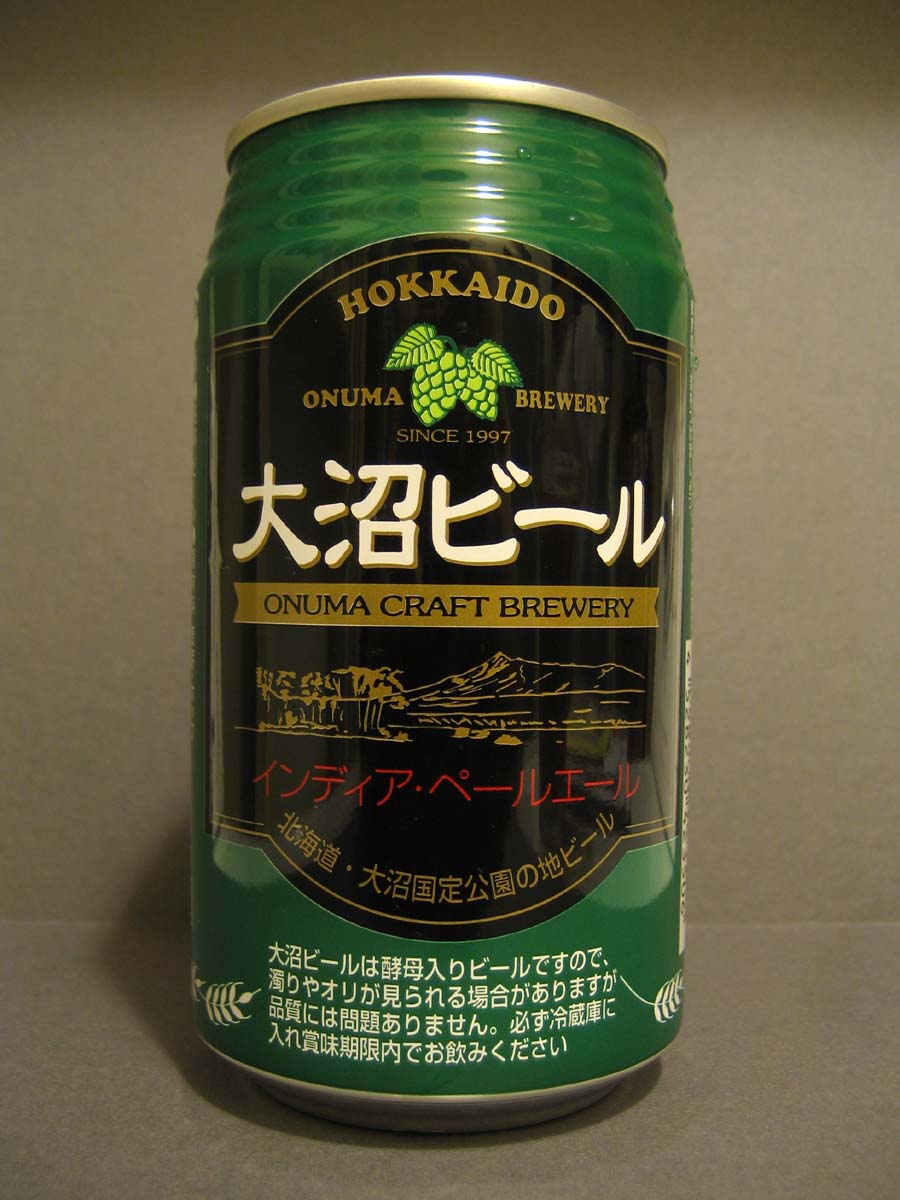 HOKKAIDO
ONUMA BREWERY
SINCE 1997
大沼ビール
ONUMA CRAFT BREWERY
インディア・ペールエール
北海道・大沼国定公園の地ビール
大沼ビールは酵母入りビールですので、
濁りやオリが見られる場合がありますが
品質には問題ありません。必ず冷蔵庫に
入れ賞味期限内でお飲みください